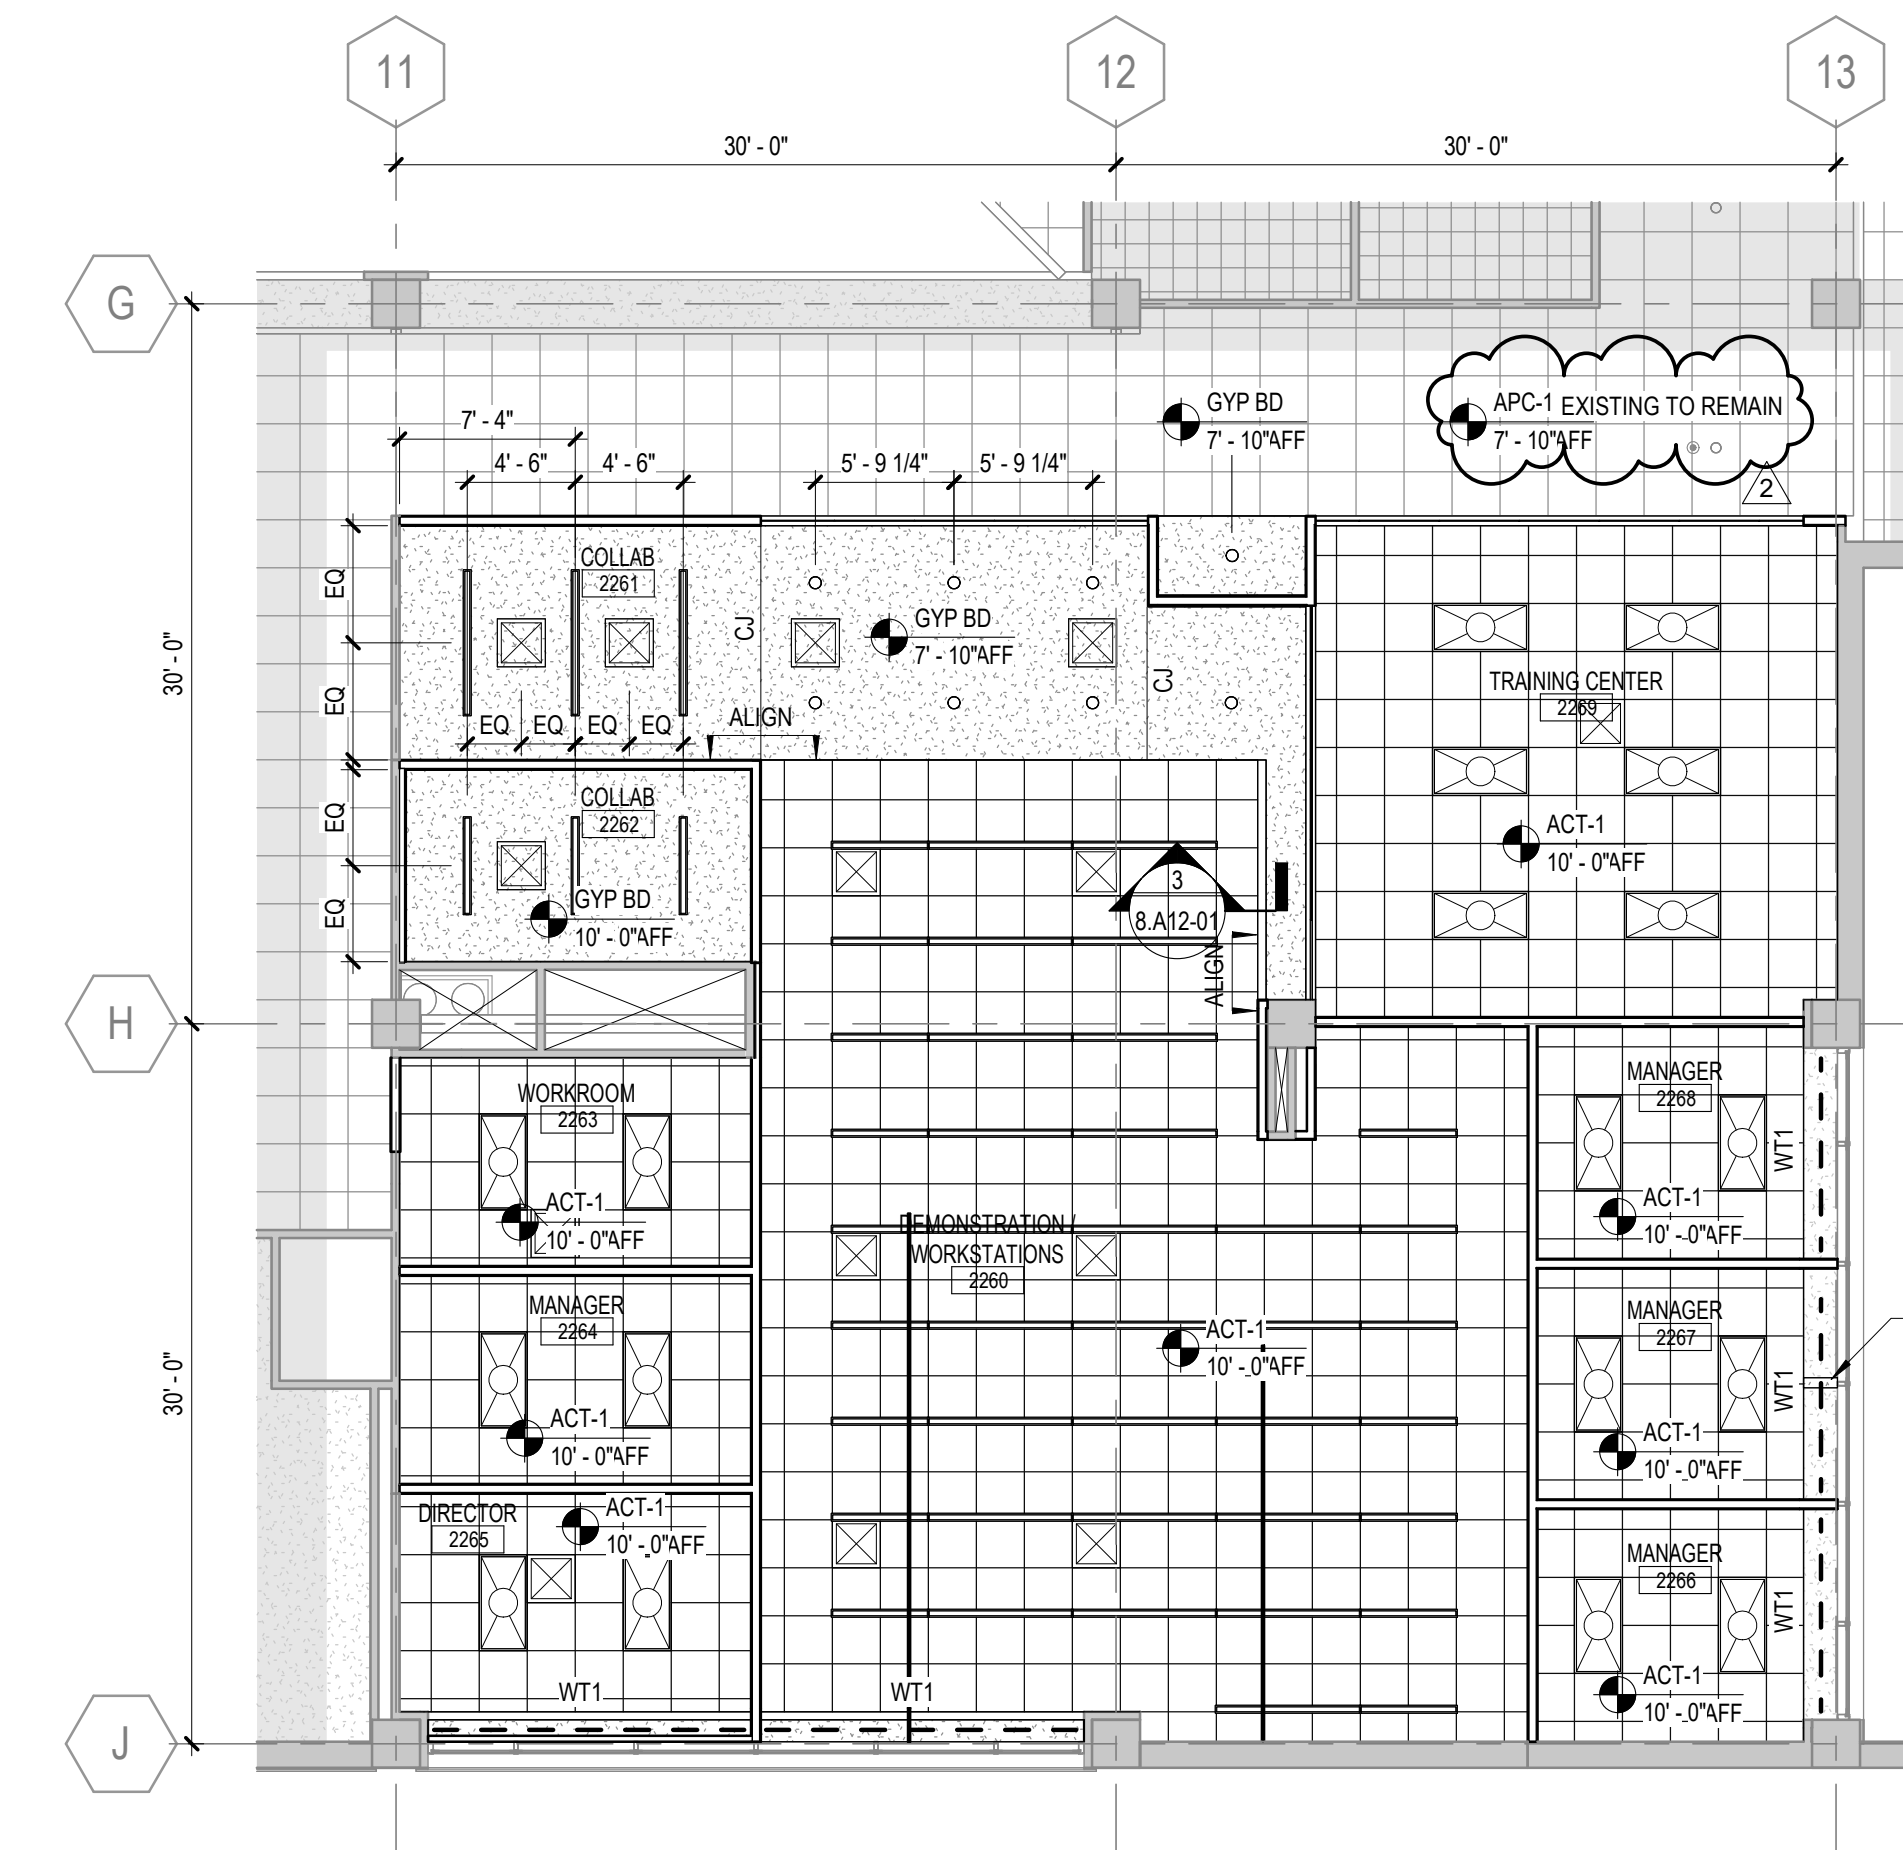 11
12
13
30' - 0"
30' - 0"
G
GYP BD
7' - 10"AFF
APC-1
EXISTING TO REMAIN
7' - 10"AFF
2
7' - 4"
4' - 6"
4' - 6"
5' - 9 1/4"
5' - 9 1/4"
EQ
EQ
30' - 0"
COLLAB
2261
CJ
GYP BD
7' - 10"AFF
CJ
EQ
EQ
EQ
EQ
ALIGN
TRAINING CENTER
2269
ACT-1
10' - 0"AFF
EQ
EQ
COLLAB
2262
GYP BD
10' - 0"AFF
3
8.A12-01
ALIGN
H
WORKROOM
2263
ACT-1
10' - 0"AFF
MANAGER
2268
WT1
ACT-1
10' - 0"AFF
DEMONSTRATION /
WORKSTATIONS
2260
ACT-1
10' - 0"AFF
30' - 0"
MANAGER
2264
ACT-1
10' - 0"AFF
MANAGER
2267
WT1
ACT-1
10' - 0"AFF
DIRECTOR
2265
ACT-1
10' - 0"AFF
WT1
WT1
MANAGER
2266
WT1
ACT-1
10' - 0"AFF
J